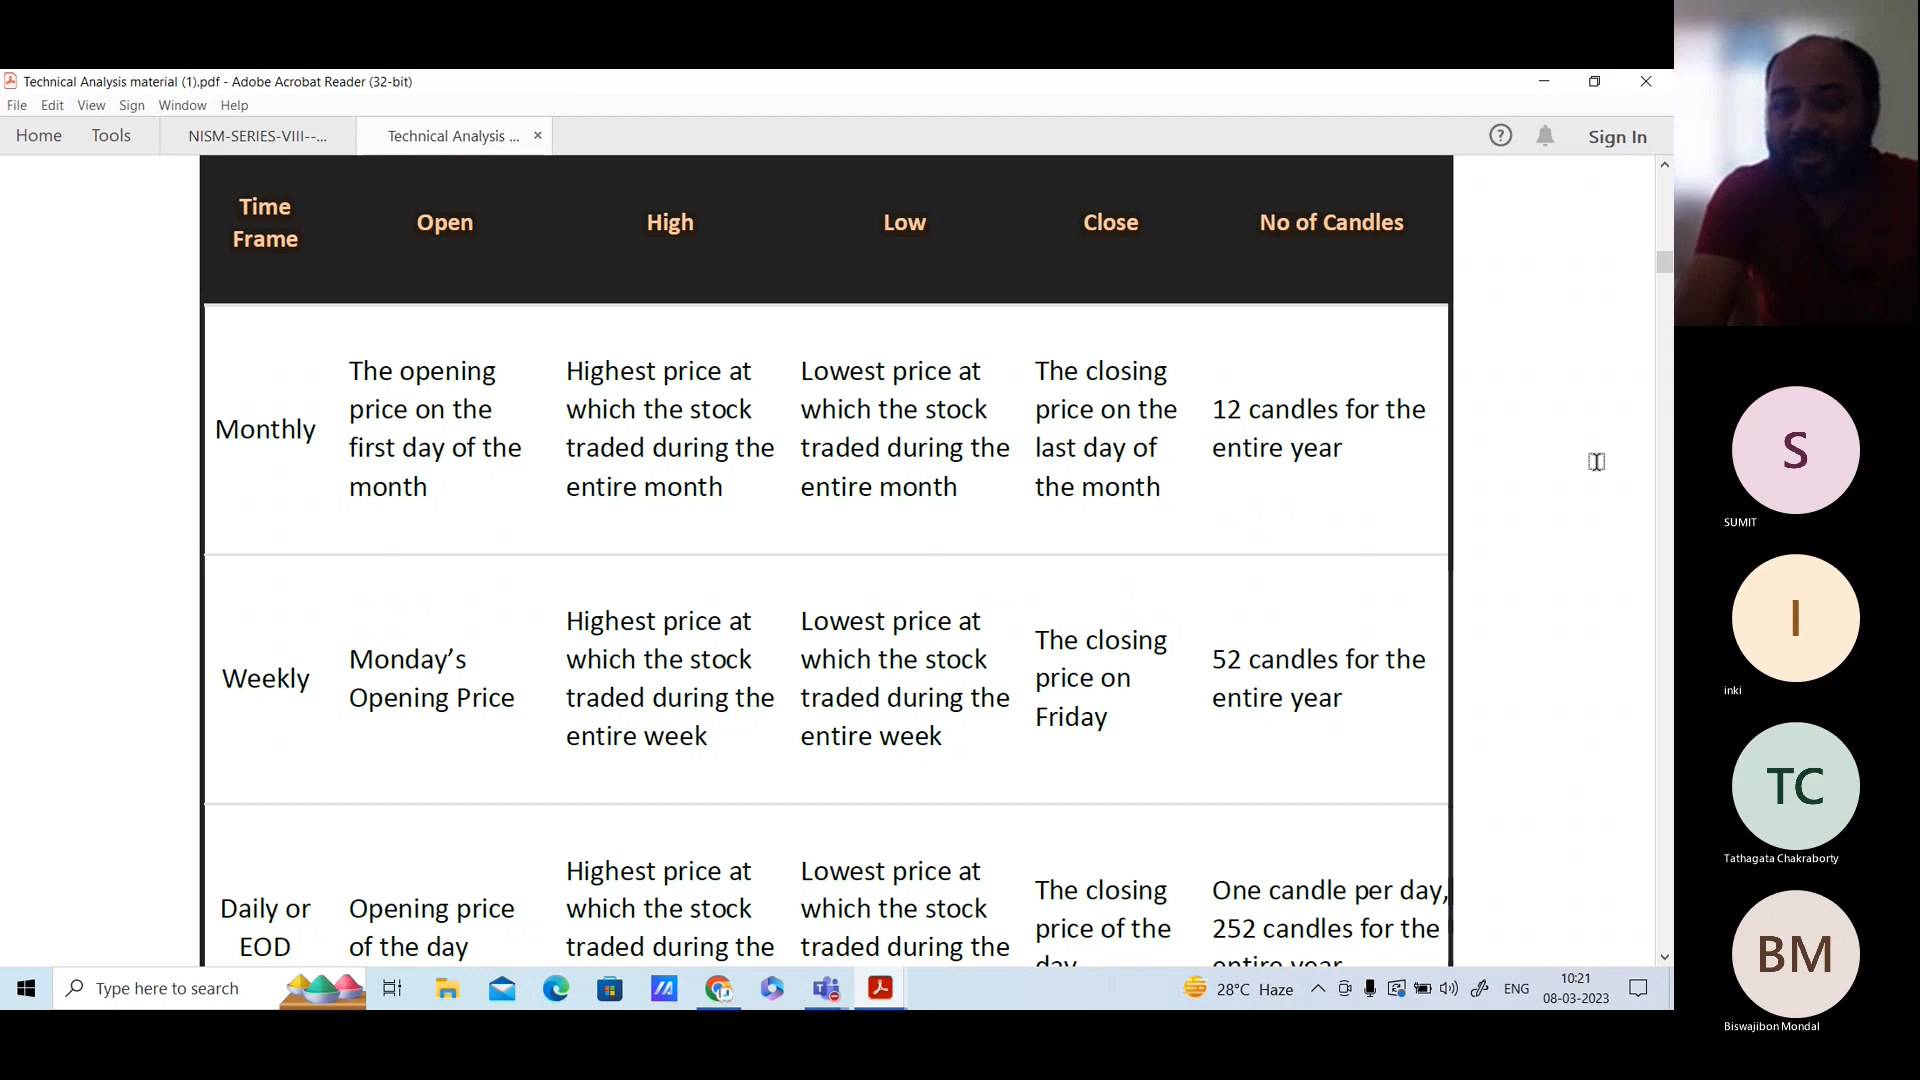 Technical Analysis material (1).pdf - Adobe Acrobat Reader (32-bit)
File Edit View Sign Window Help
Home Tools NISM-SERIES-VIII--... Technical Analysis ... × ? Sign In
Time
Frame
Open
High
Low
Close
No of Candles
Monthly
The opening
price on the
first day of the
month
Highest price at
which the stock
traded during the
entire month
Lowest price at
which the stock
traded during the
entire month
The closing
price on the
last day of
the month
12 candles for the
entire year
Weekly
Monday’s
Opening Price
Highest price at
which the stock
traded during the
entire week
Lowest price at
which the stock
traded during the
entire week
The closing
price on
Friday
52 candles for the
entire year
Daily or
EOD
Opening price
of the day
Highest price at
which the stock
traded during the
Lowest price at
which the stock
traded during the
The closing
price of the
day
One candle per day,
252 candles for the
entire year
Type here to search
28°C Haze
ENG
10:21
08-03-2023
S
SUMIT
I
inki
TC
Tathagata Chakraborty
BM
Biswajibon Mondal